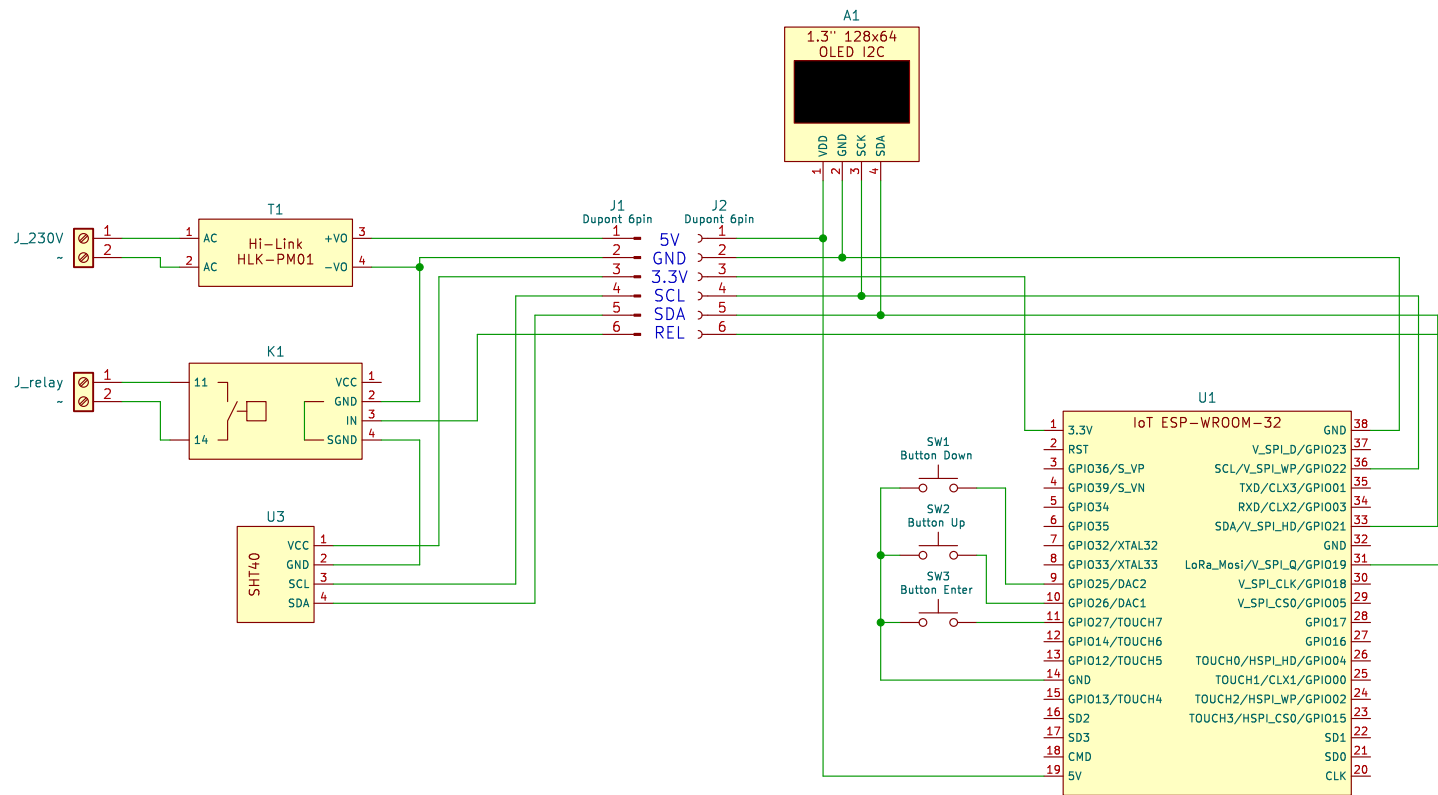 A1
1.3" 128x64
OLED I2C
VDD GND SCK SDA
1 2 3 4
J_230V
~
1
2
T1
Hi-Link
HLK-PM01
1 AC
2 AC
+VO 3
-VO 4
J1
Dupont 6pin
1
2
3
4
5
6
5V
GND
3.3V
SCL
SDA
REL
J2
Dupont 6pin
1
2
3
4
5
6
J_relay
~
1
2
K1
11
14
VCC 1
GND 2
IN 3
SGND 4
U3
SHT40
VCC 1
GND 2
SCL 3
SDA 4
SW1
Button Down
SW2
Button Up
SW3
Button Enter
U1
IoT ESP-WROOM-32
1 3.3V
2 RST
3 GPIO36/S_VP
4 GPIO39/S_VN
5 GPIO34
6 GPIO35
7 GPIO32/XTAL32
8 GPIO33/XTAL33
9 GPIO25/DAC2
10 GPIO26/DAC1
11 GPIO27/TOUCH7
12 GPIO14/TOUCH6
13 GPIO12/TOUCH5
14 GND
15 GPIO13/TOUCH4
16 SD2
17 SD3
18 CMD
19 5V
GND 38
V_SPI_D/GPIO23 37
SCL/V_SPI_WP/GPIO22 36
TXD/CLX3/GPIO01 35
RXD/CLX2/GPIO03 34
SDA/V_SPI_HD/GPIO21 33
GND 32
LoRa_Mosi/V_SPI_Q/GPIO19 31
V_SPI_CLK/GPIO18 30
V_SPI_CS0/GPIO05 29
GPIO17 28
GPIO16 27
TOUCH0/HSPI_HD/GPIO04 26
TOUCH1/CLX1/GPIO00 25
TOUCH2/HSPI_WP/GPIO02 24
TOUCH3/HSPI_CS0/GPIO15 23
SD1 22
SD0 21
CLK 20